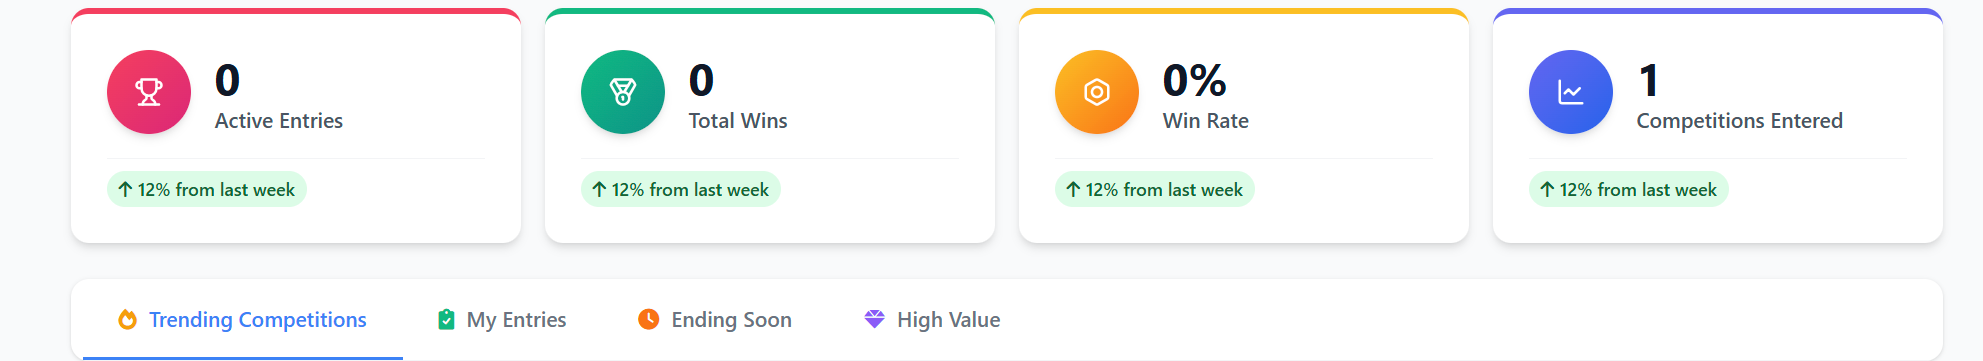 0
Active Entries
↑ 12% from last week
0
Total Wins
↑ 12% from last week
0%
Win Rate
↑ 12% from last week
1
Competitions Entered
↑ 12% from last week
Trending Competitions
My Entries
Ending Soon
High Value